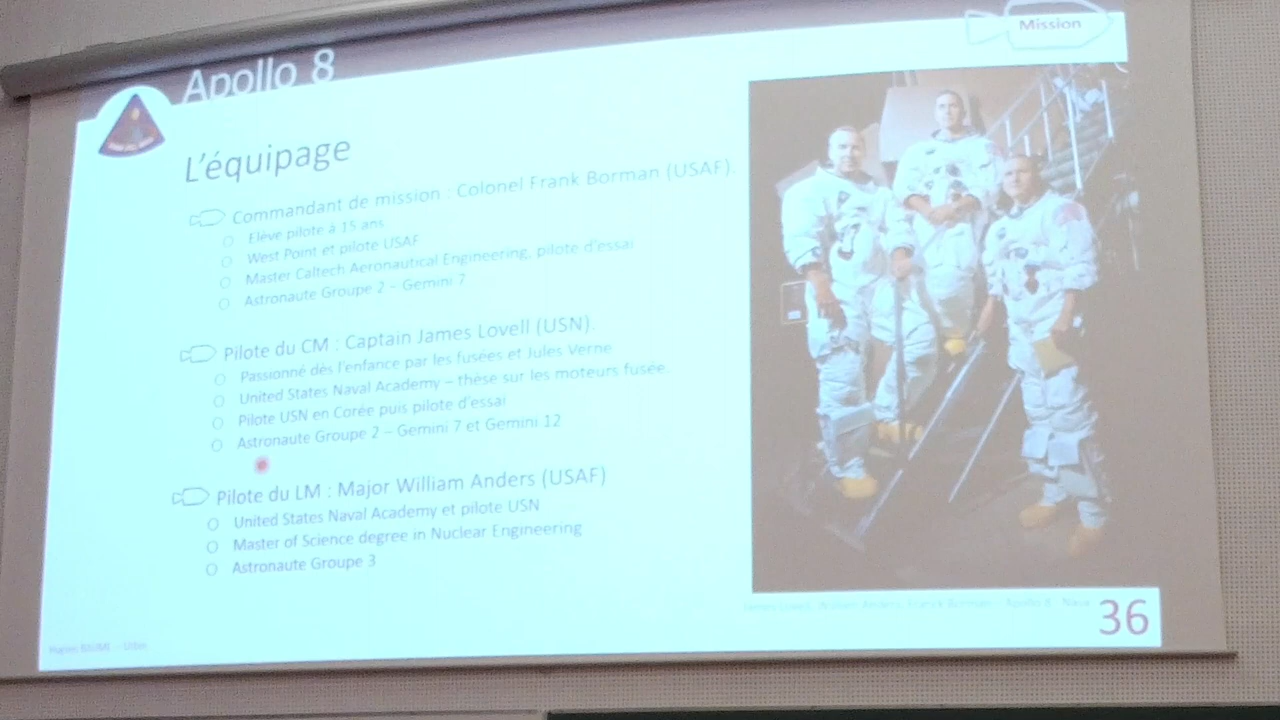 Mission
Apollo 8
L'équipage
Commandant de mission : Colonel Frank Borman (USAF).
Elève pilote à 15 ans
West Point et pilote USAF
Master Caltech Aeronautical Engineering, pilote d'essai
Astronaute Groupe 2 – Gemini 7
Pilote du CM : Captain James Lovell (USN).
Passionné dès l'enfance par les fusées et Jules Verne
United States Naval Academy – thèse sur les moteurs fusée.
Pilote USN en Corée puis pilote d'essai
Astronaute Groupe 2 – Gemini 7 et Gemini 12
Pilote du LM : Major William Anders (USAF)
United States Naval Academy et pilote USN
Master of Science degree in Nuclear Engineering
Astronaute Groupe 3
Anders, Borman – Apollo 8 - Nasa
36